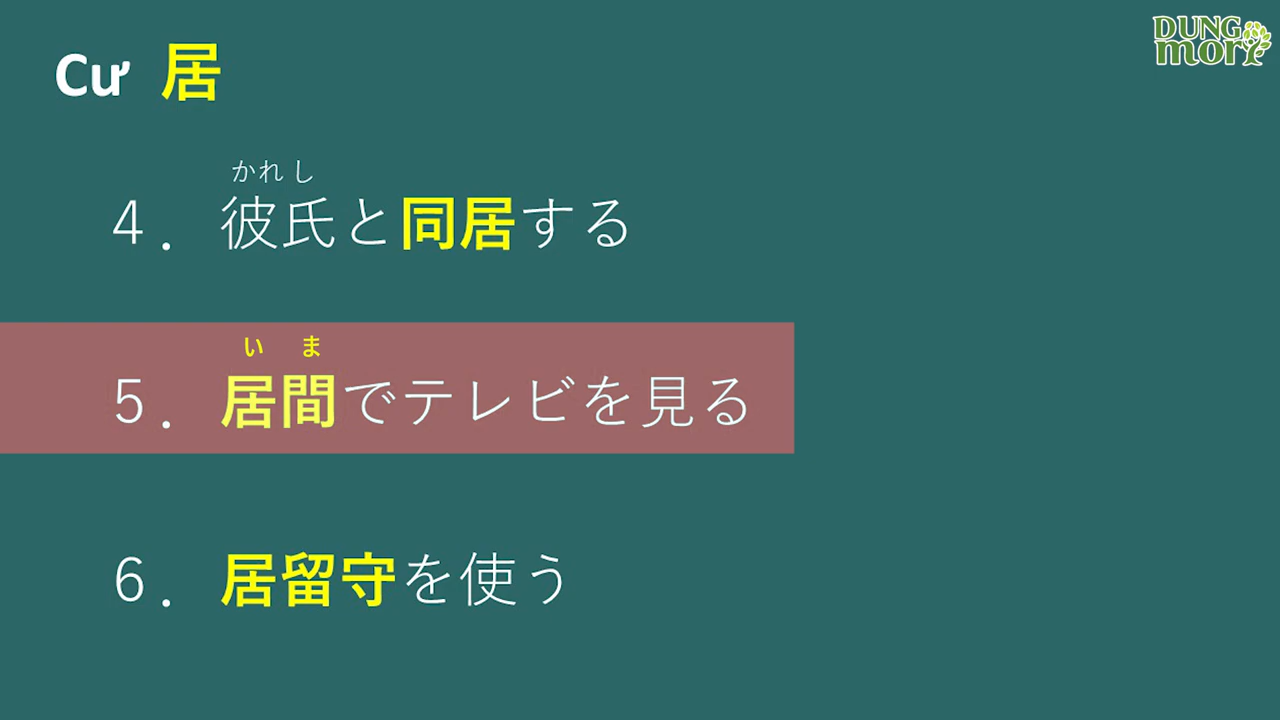 Cư 居
DUNG
mori
かれし
４．彼氏と同居する
いま
５．居間でテレビを見る
６．居留守を使う